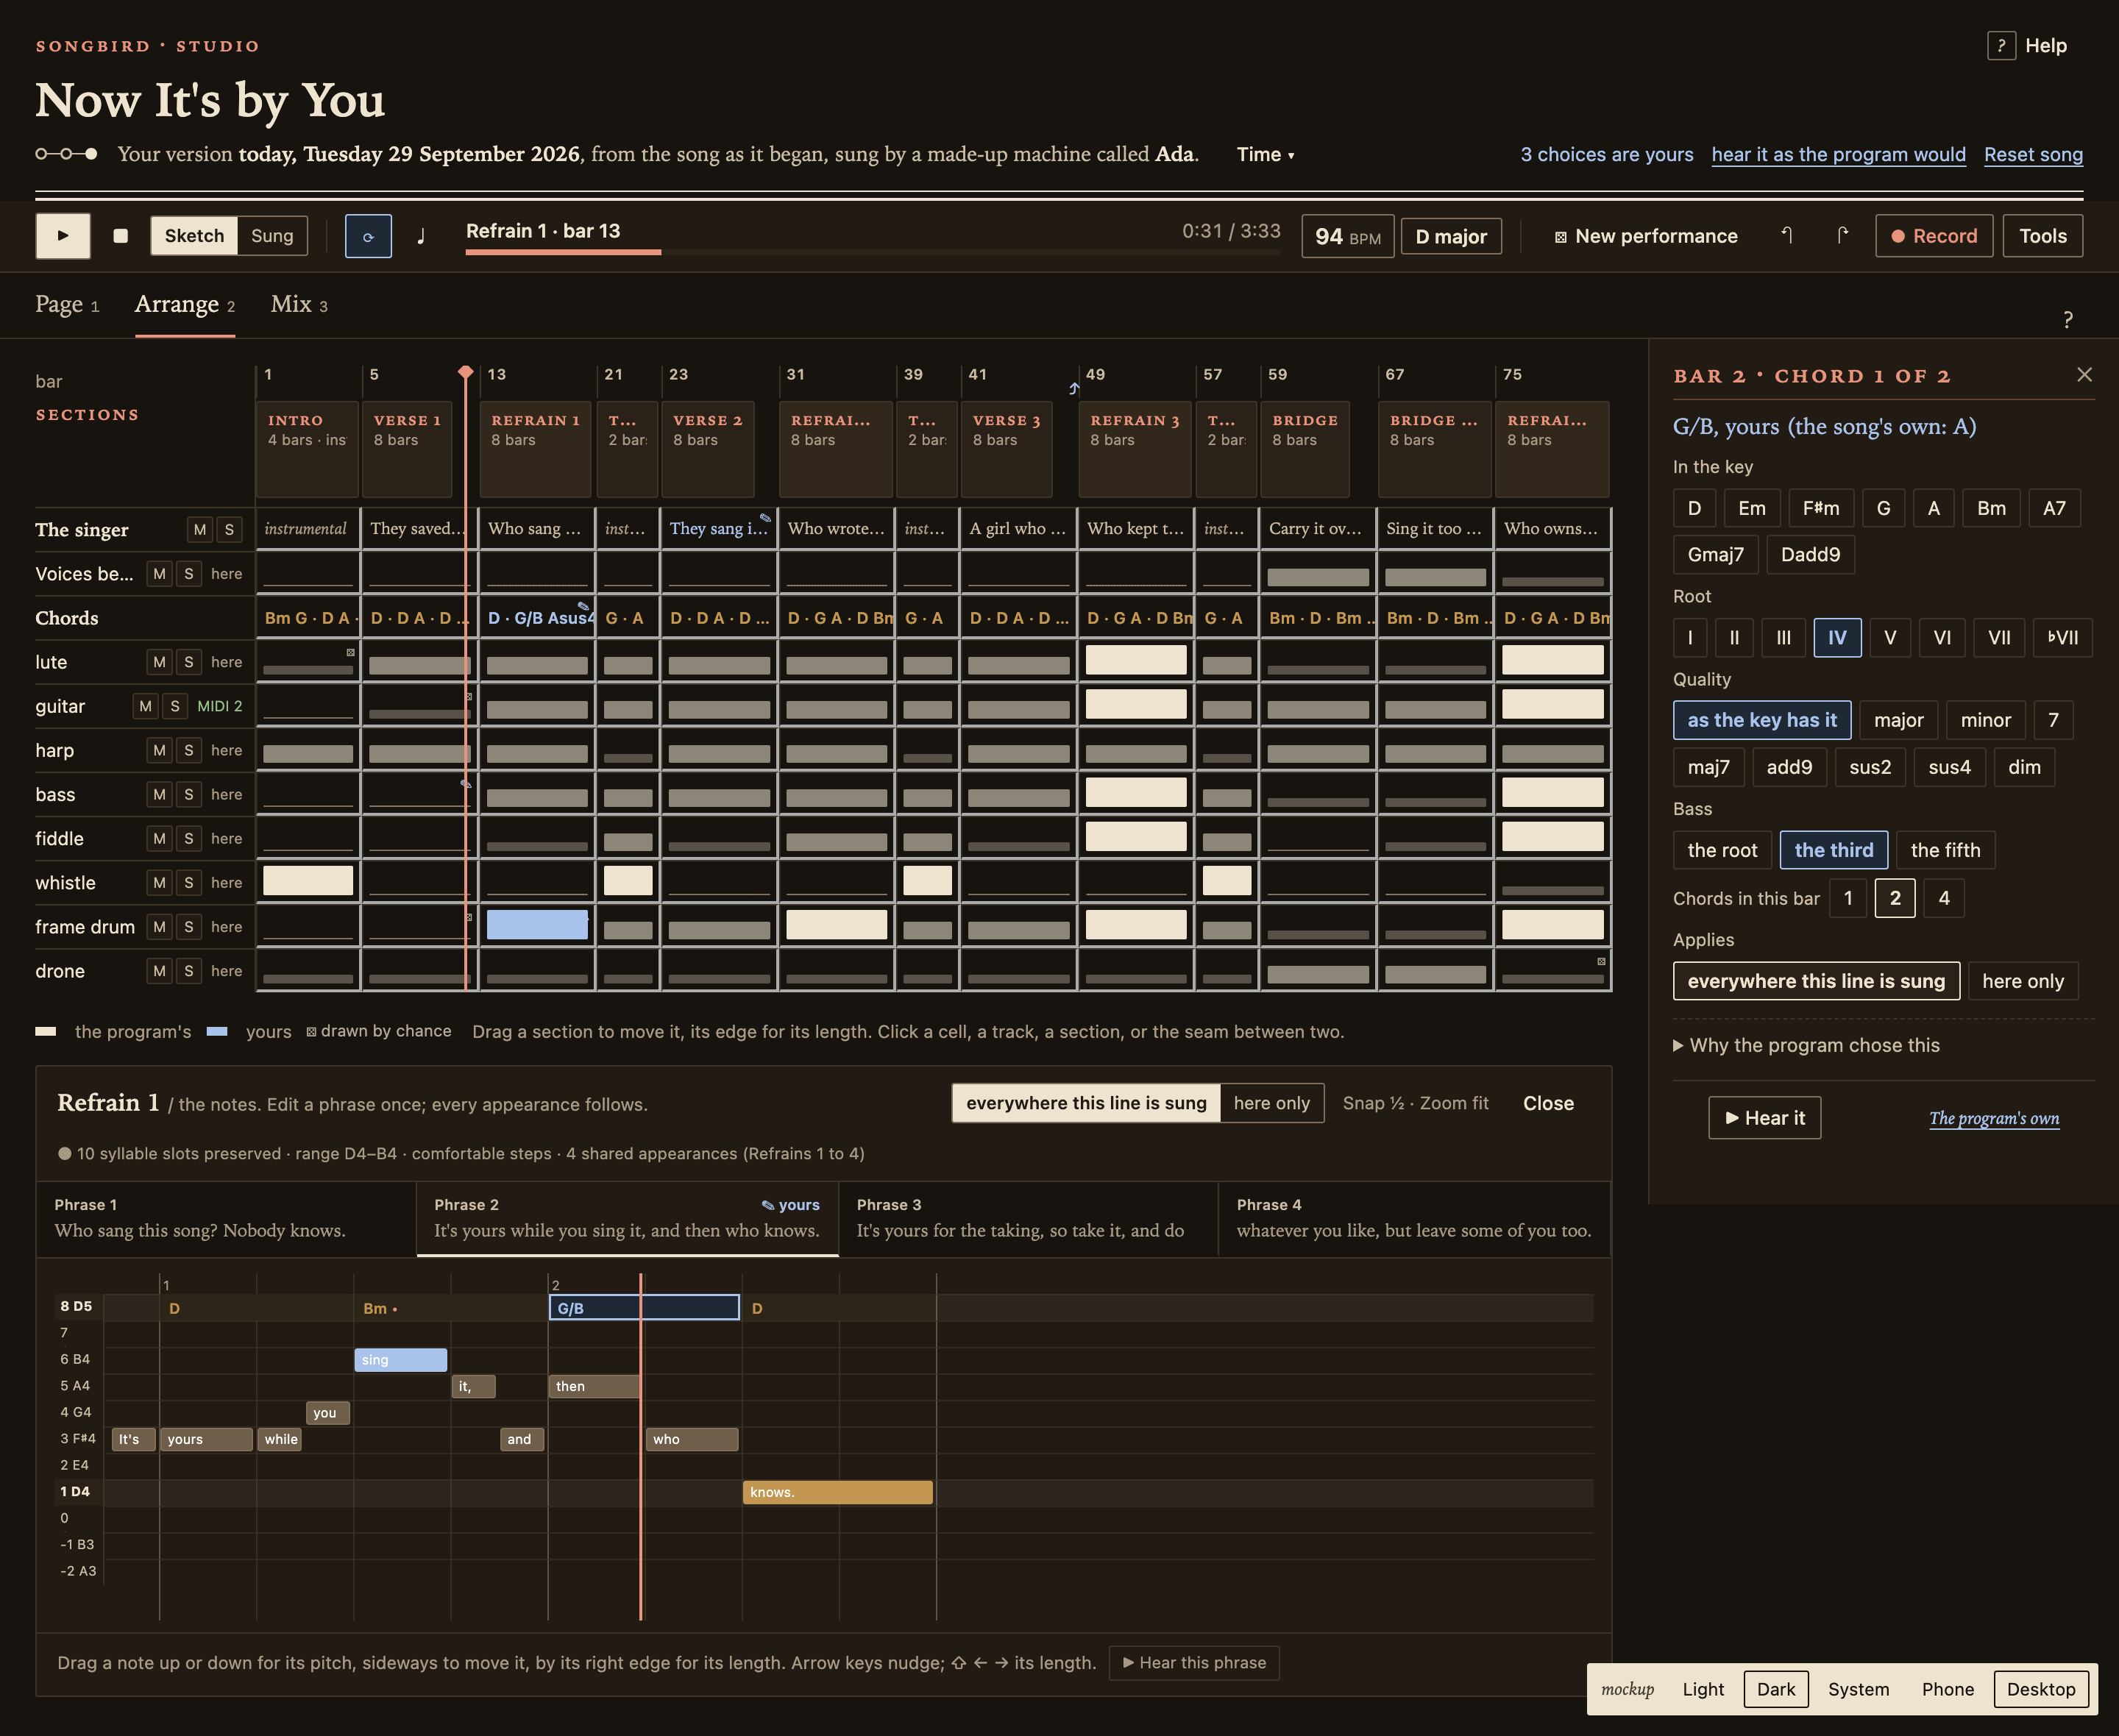 SONGBIRD · STUDIO
? Help
Now It's by You
Your version today, Tuesday 29 September 2026, from the song as it began, sung by a made-up machine called Ada. Time ▾
3 choices are yours hear it as the program would Reset song
Sketch Sung
Refrain 1 · bar 13 0:31 / 3:33
94 BPM D major
New performance
Record Tools
Page 1 Arrange 2 Mix 3 ?
bar 1 5 13 21 23 31 39 41 49 57 59 67 75
SECTIONS
INTRO VERSE 1 REFRAIN 1 T... VERSE 2 REFRAI... T... VERSE 3 REFRAIN 3 T... BRIDGE BRIDGE ... REFRAI...
4 bars · ins 8 bars 8 bars 2 bar 8 bars 8 bars 2 bar 8 bars 8 bars 2 bar 8 bars 8 bars 8 bars
The singer M S instrumental They saved... Who sang ... inst... They sang i... Who wrote... inst... A girl who ... Who kept t... inst... Carry it ov... Sing it too ... Who owns...
Voices be... M S here
Chords Bm G · D A · D · D A · D ... D · G/B Asus4 G · A D · D A · D ... D · G A · D Bm G · A D · D A · D ... D · G A · D Bm G · A Bm · D · Bm ... Bm · D · Bm ... D · G A · D Bm
lute M S here
guitar M S MIDI 2
harp M S here
bass M S here
fiddle M S here
whistle M S here
frame drum M S here
drone M S here
the program's yours drawn by chance Drag a section to move it, its edge for its length. Click a cell, a track, a section, or the seam between two.
Refrain 1 / the notes. Edit a phrase once; every appearance follows.
everywhere this line is sung here only Snap ½ · Zoom fit Close
10 syllable slots preserved · range D4–B4 · comfortable steps · 4 shared appearances (Refrains 1 to 4)
Phrase 1
Who sang this song? Nobody knows.
Phrase 2 yours
It's yours while you sing it, and then who knows.
Phrase 3
It's yours for the taking, so take it, and do
Phrase 4
whatever you like, but leave some of you too.
1 2
8 D5 D Bm • G/B D
7
6 B4 sing
5 A4 it, then
4 G4 you
3 F#4 It's yours while and who
2 E4
1 D4 knows.
0
-1 B3
-2 A3
Drag a note up or down for its pitch, sideways to move it, by its right edge for its length. Arrow keys nudge; ⇧ ← → its length. ▶ Hear this phrase
BAR 2 · CHORD 1 OF 2 ×
G/B, yours (the song's own: A)
In the key
D Em F#m G A Bm A7
Gmaj7 Dadd9
Root
I II III IV V VI VII ♭VII
Quality
as the key has it major minor 7
maj7 add9 sus2 sus4 dim
Bass
the root the third the fifth
Chords in this bar 1 2 4
Applies
everywhere this line is sung here only
▶ Why the program chose this
▶ Hear it The program's own
mockup Light Dark System Phone Desktop